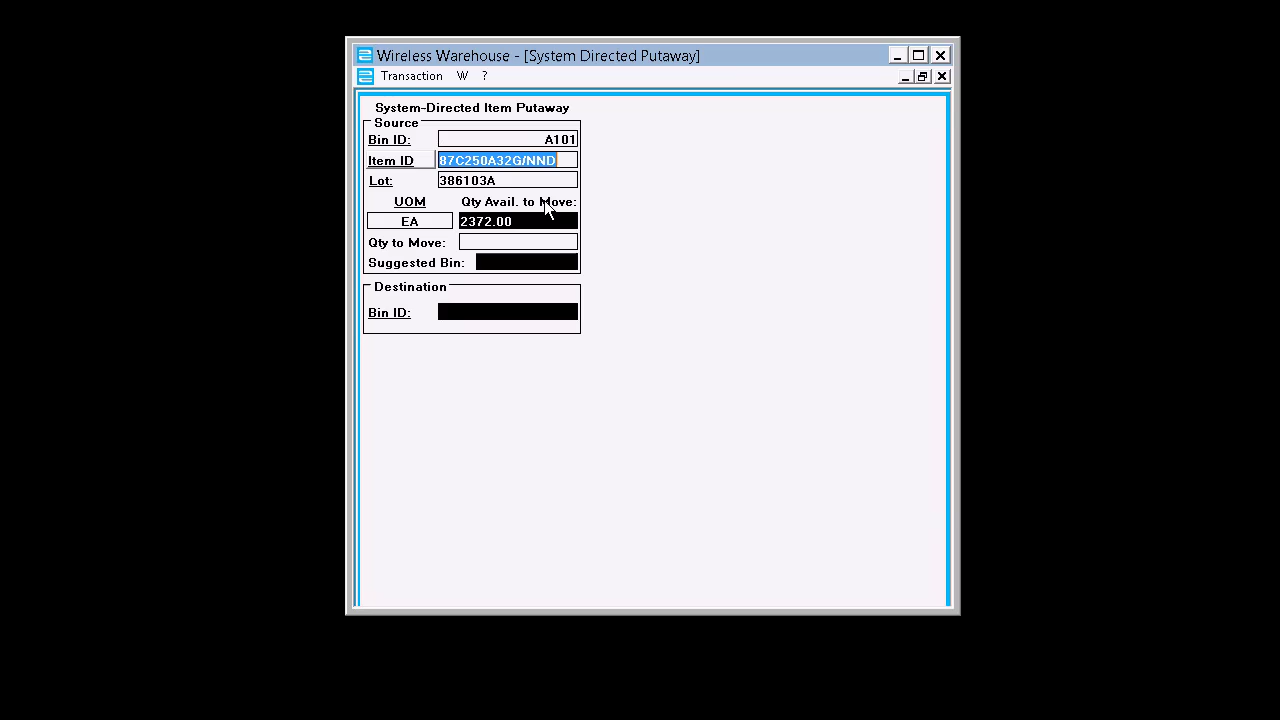 Wireless Warehouse - [System Directed Putaway]
Transaction W ?
System-Directed Item Putaway
Source
Bin ID: A101
Item ID 87C250A32G/NND
Lot: 386103A
UOM Qty Avail. to Move:
EA 2372.00
Qty to Move:
Suggested Bin:
Destination
Bin ID: